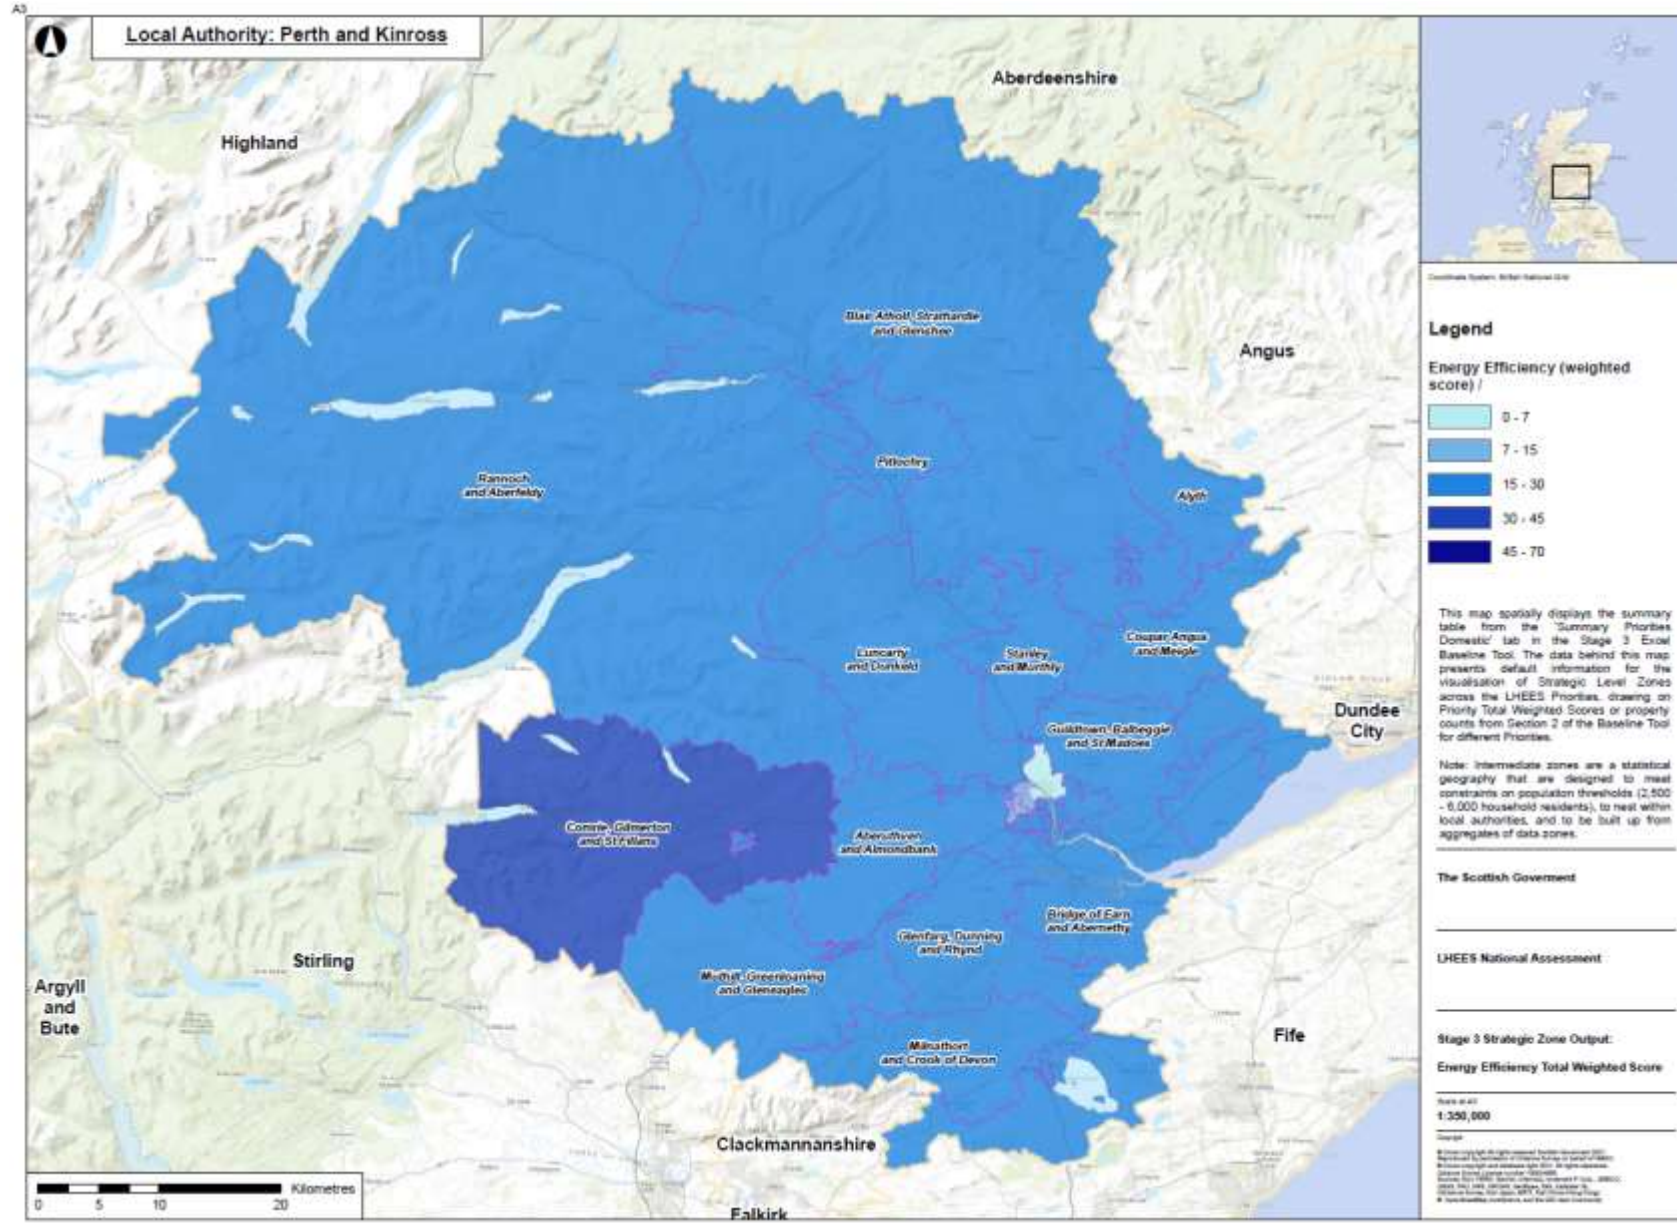 A3
Local Authority: Perth and Kinross
Aberdeenshire
Highland
Angus
Blair Atholl, Strathardle
and Glenshee
Pitlochry
Rannoch
and Aberfeldy
Alyth
Luncarty
and Dunkeld
Stanley
and Murthly
Coupar Angus
and Meigle
Guildtown, Balbeggie
and St Madoes
Dundee
City
Comrie, Gilmerton
and St Fillans
Aberuthven
and Almondbank
Bridge of Earn
and Abernethy
Glenfarg, Dunning
and Rhynd
Muthill, Greenloaning
and Gleneagles
Milnathort
and Crook of Devon
Stirling
Argyll
and
Bute
Fife
Clackmannanshire
Falkirk
Kilometres
0 5 10 20
Coordinate System: British National Grid
Legend
Energy Efficiency (weighted
score) /
0 - 7
7 - 15
15 - 30
30 - 45
45 - 70
This map spatially displays the summary
table from the 'Summary Priorities
Domestic' tab in the Stage 3 Excel
Baseline Tool. The data behind this map
presents default information for the
visualisation of Strategic Level Zones
across the LHEES Priorities, drawing on
Priority Total Weighted Scores or property
counts from Section 2 of the Baseline Tool
for different Priorities.
Note: Intermediate zones are a statistical
geography that are designed to meet
constraints on population thresholds (2,500
- 6,000 household residents), to nest within
local authorities, and to be built up from
aggregates of data zones.
The Scottish Goverment
LHEES National Assessment
Stage 3 Strategic Zone Output:
Energy Efficiency Total Weighted Score
Scale at A3
1:350,000
Copyright